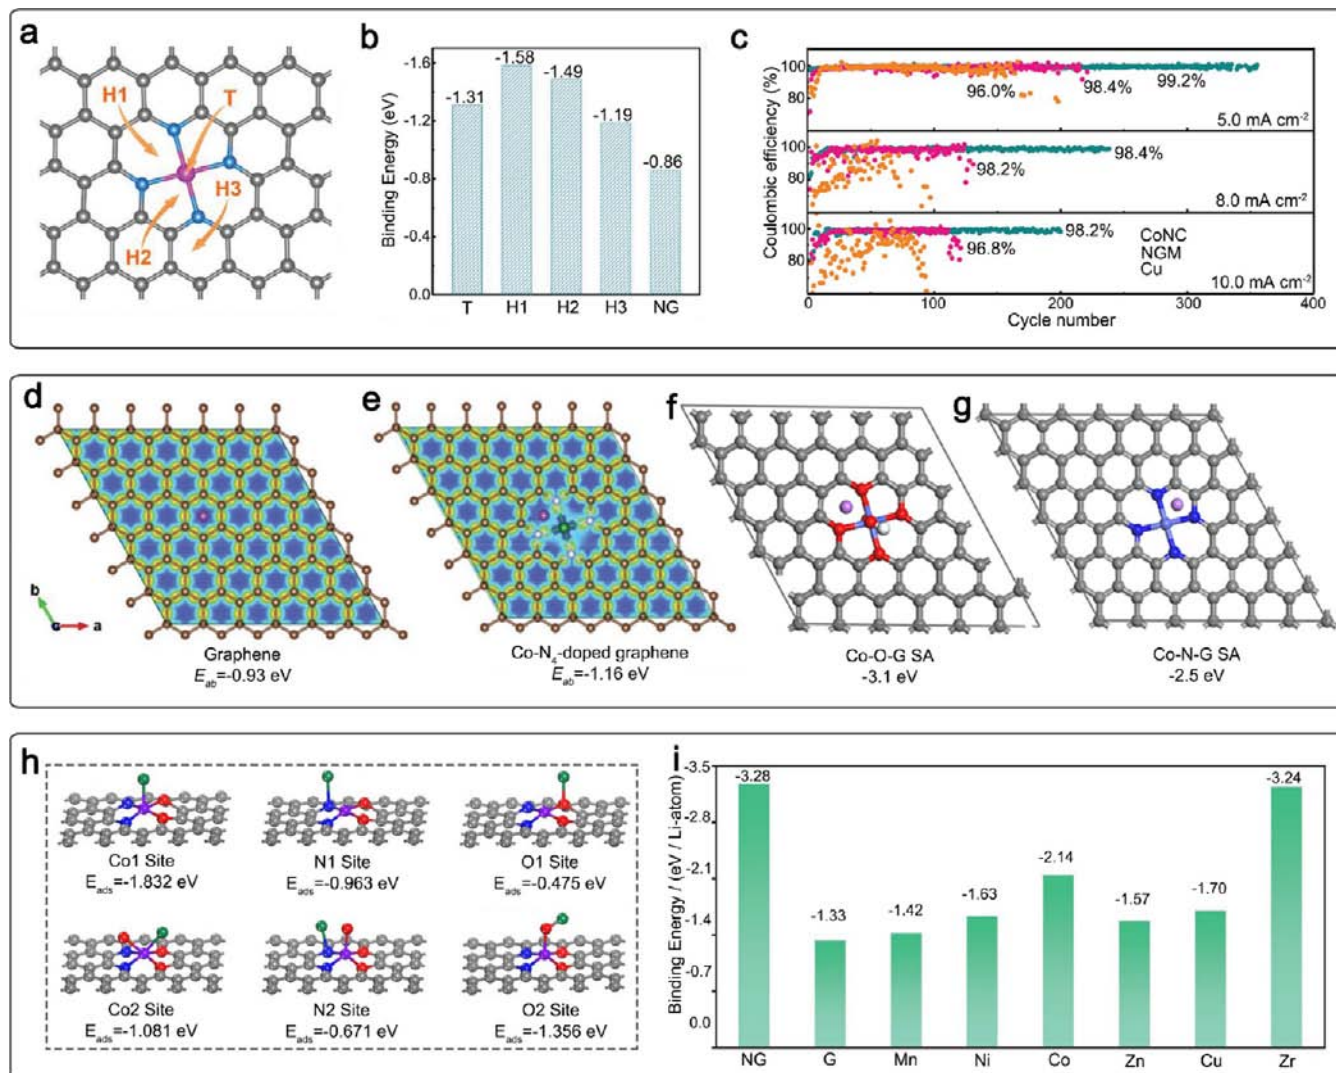 a
H1
T
H3
H2
b
Binding Energy (eV)
-1.6
-1.2
-0.8
-0.4
0.0
-1.31
-1.58
-1.49
-1.19
-0.86
T H1 H2 H3 NG
c
Coulombic efficiency (%)
100
80
96.0% 98.4% 99.2%
5.0 mA cm-2
100
80
98.2%
98.4%
8.0 mA cm-2
100
80
96.8%
98.2%
CoNC
NGM
Cu
10.0 mA cm-2
0 100 200 300 400
Cycle number
d
b
c a
Graphene
Eab=-0.93 eV
e
Co-N4-doped graphene
Eab=-1.16 eV
f
Co-O-G SA
-3.1 eV
g
Co-N-G SA
-2.5 eV
h
Co1 Site
Eads=-1.832 eV
N1 Site
Eads=-0.963 eV
O1 Site
Eads=-0.475 eV
Co2 Site
Eads=-1.081 eV
N2 Site
Eads=-0.671 eV
O2 Site
Eads=-1.356 eV
i
Binding Energy / (eV / Li-atom)
-3.5
-2.8
-2.1
-1.4
-0.7
0.0
-3.28
-1.33
-1.42
-1.63
-2.14
-1.57
-1.70
-3.24
NG G Mn Ni Co Zn Cu Zr